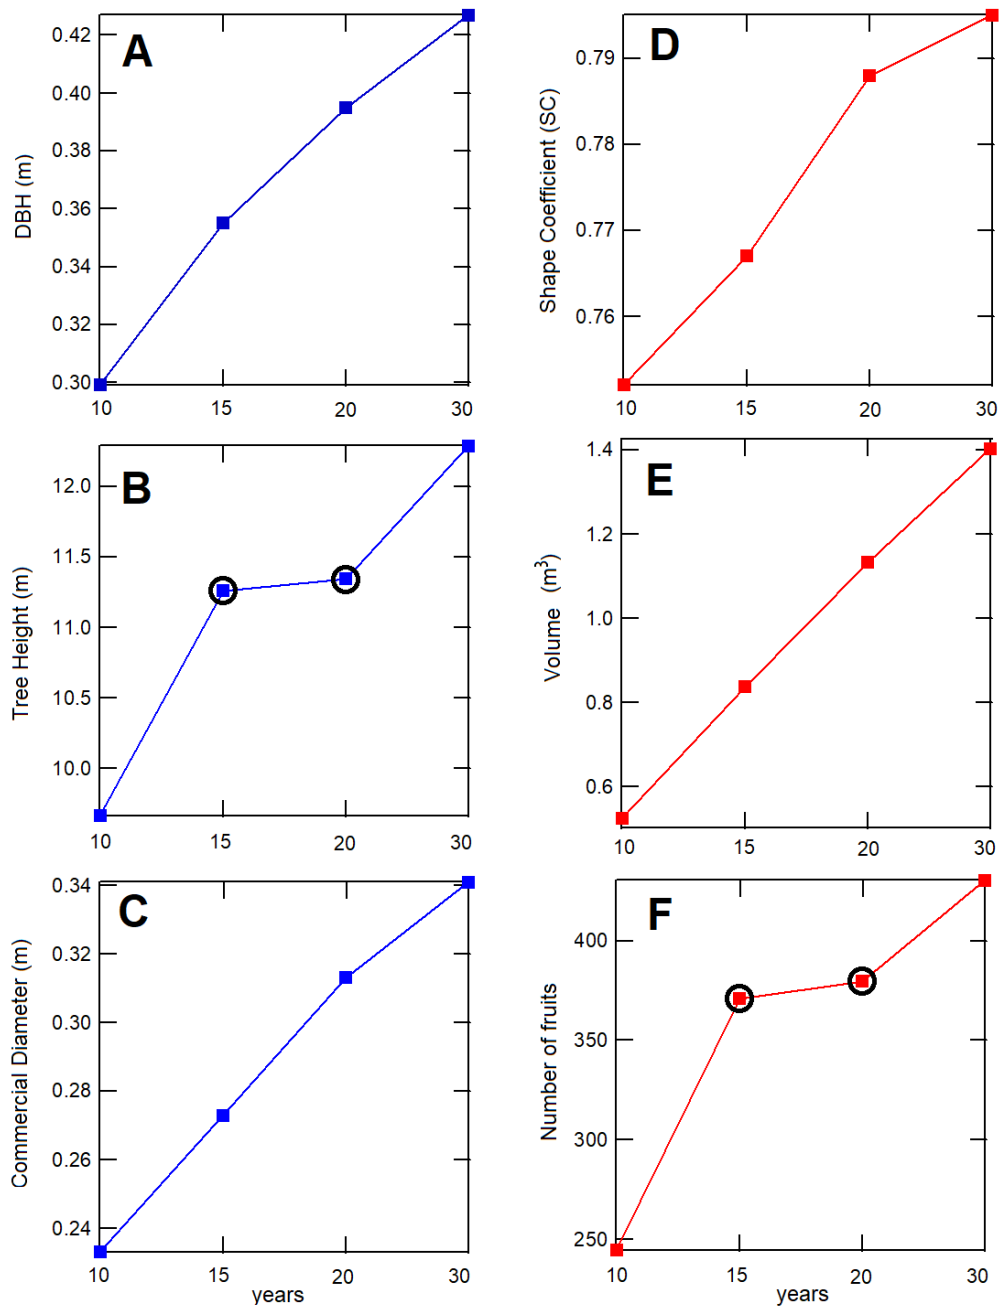 A
DBH (m)
0.42
0.40
0.38
0.36
0.34
0.32
0.30
10 15 20 30
D
Shape Coefficient (SC)
0.79
0.78
0.77
0.76
10 15 20 30
B
Tree Height (m)
12.0
11.5
11.0
10.5
10.0
10 15 20 30
E
Volume (m³)
1.4
1.2
1.0
0.8
0.6
10 15 20 30
C
Commercial Diameter (m)
0.34
0.32
0.30
0.28
0.26
0.24
10 15 20 30
years
F
Number of fruits
400
350
300
250
10 15 20 30
years